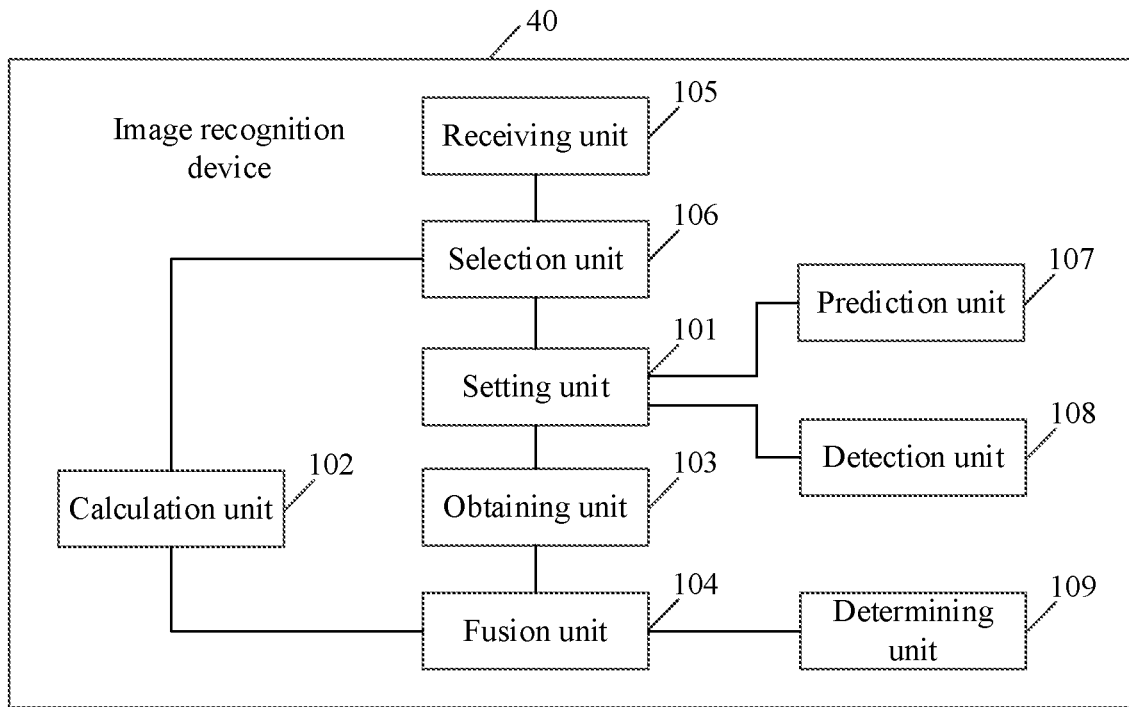 40
Image recognition
device
105
Receiving unit
106
Selection unit
107
Prediction unit
101
Setting unit
108
Detection unit
102
Calculation unit
103
Obtaining unit
104
Fusion unit
109
Determining
unit